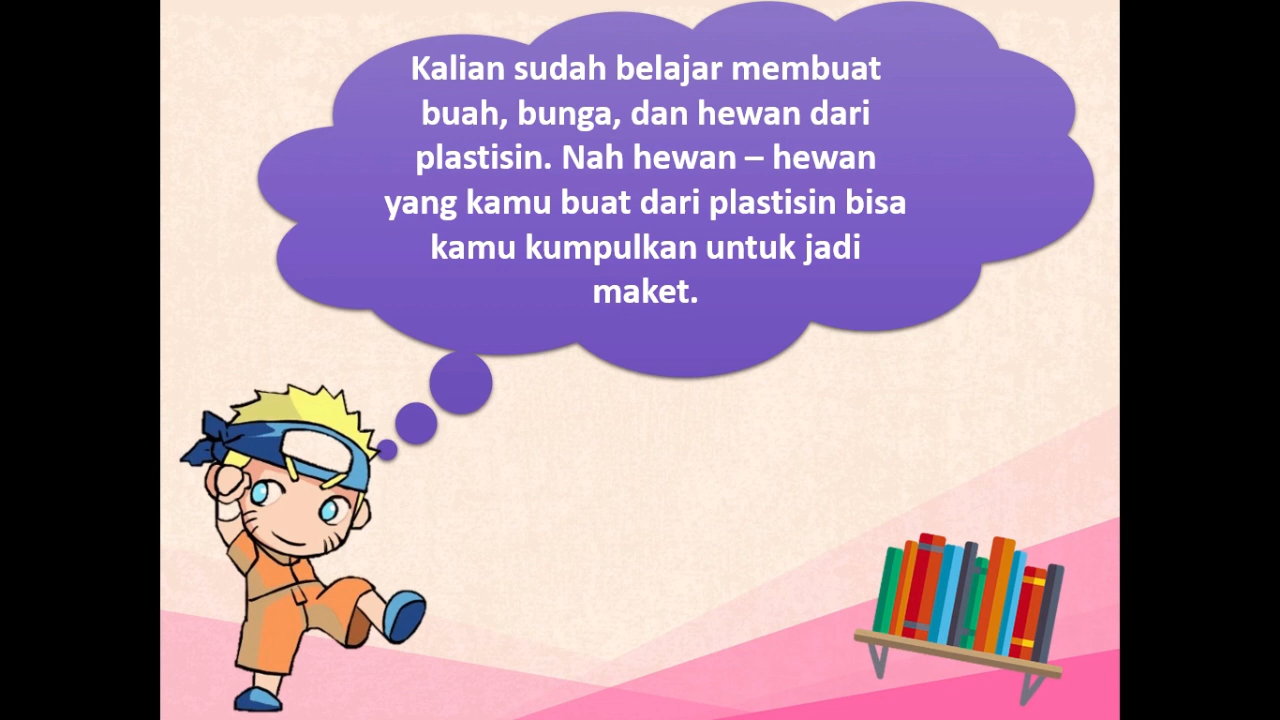 Kalian sudah belajar membuat
buah, bunga, dan hewan dari
plastisin. Nah hewan – hewan
yang kamu buat dari plastisin bisa
kamu kumpulkan untuk jadi
maket.